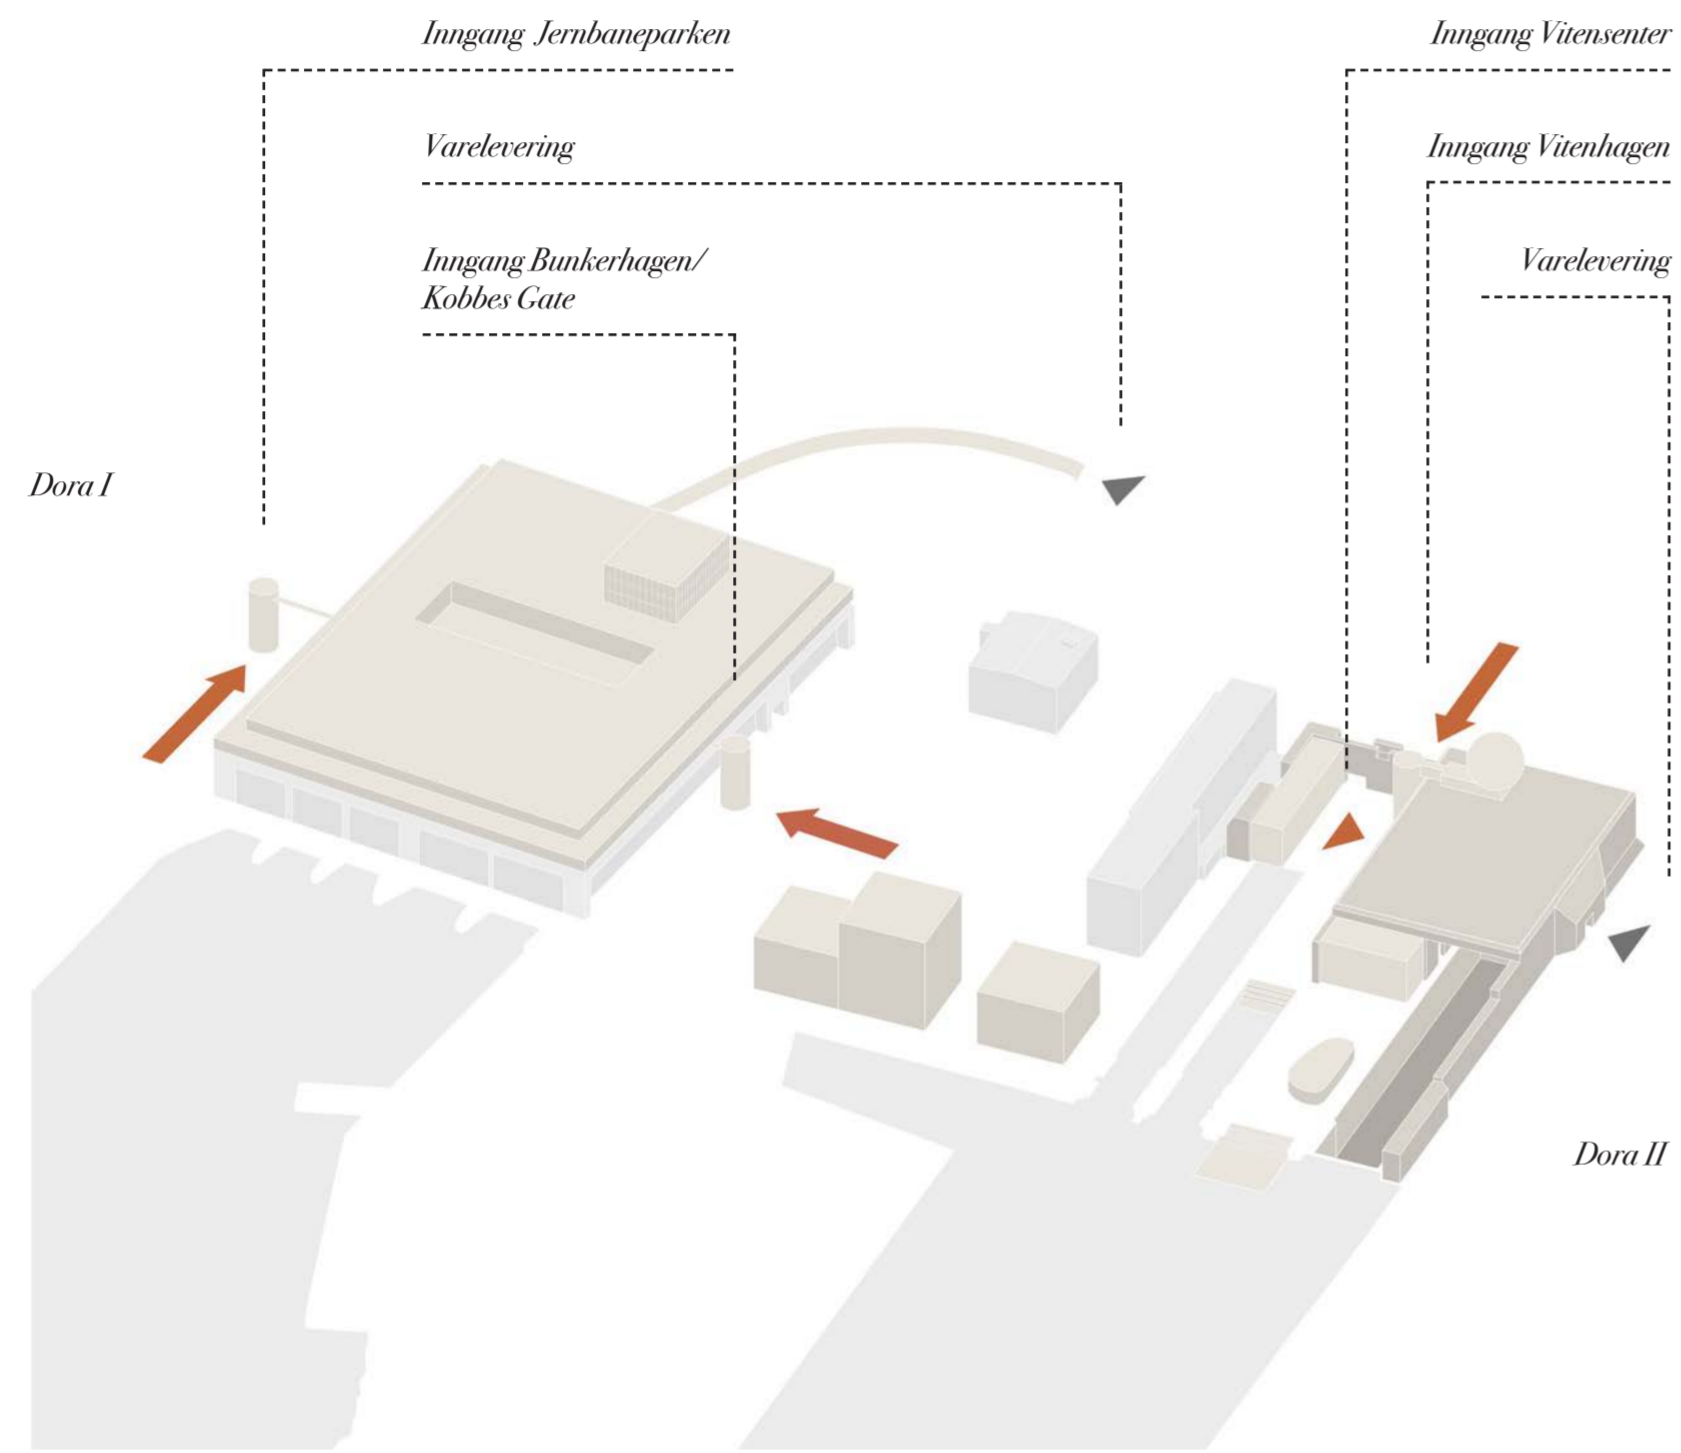 Inngang Jernbaneparken
Inngang Vitensenter
Varelevering
Inngang Vitenhagen
Inngang Bunkerhagen/
Kobbes Gate
Varelevering
Dora I
Dora II